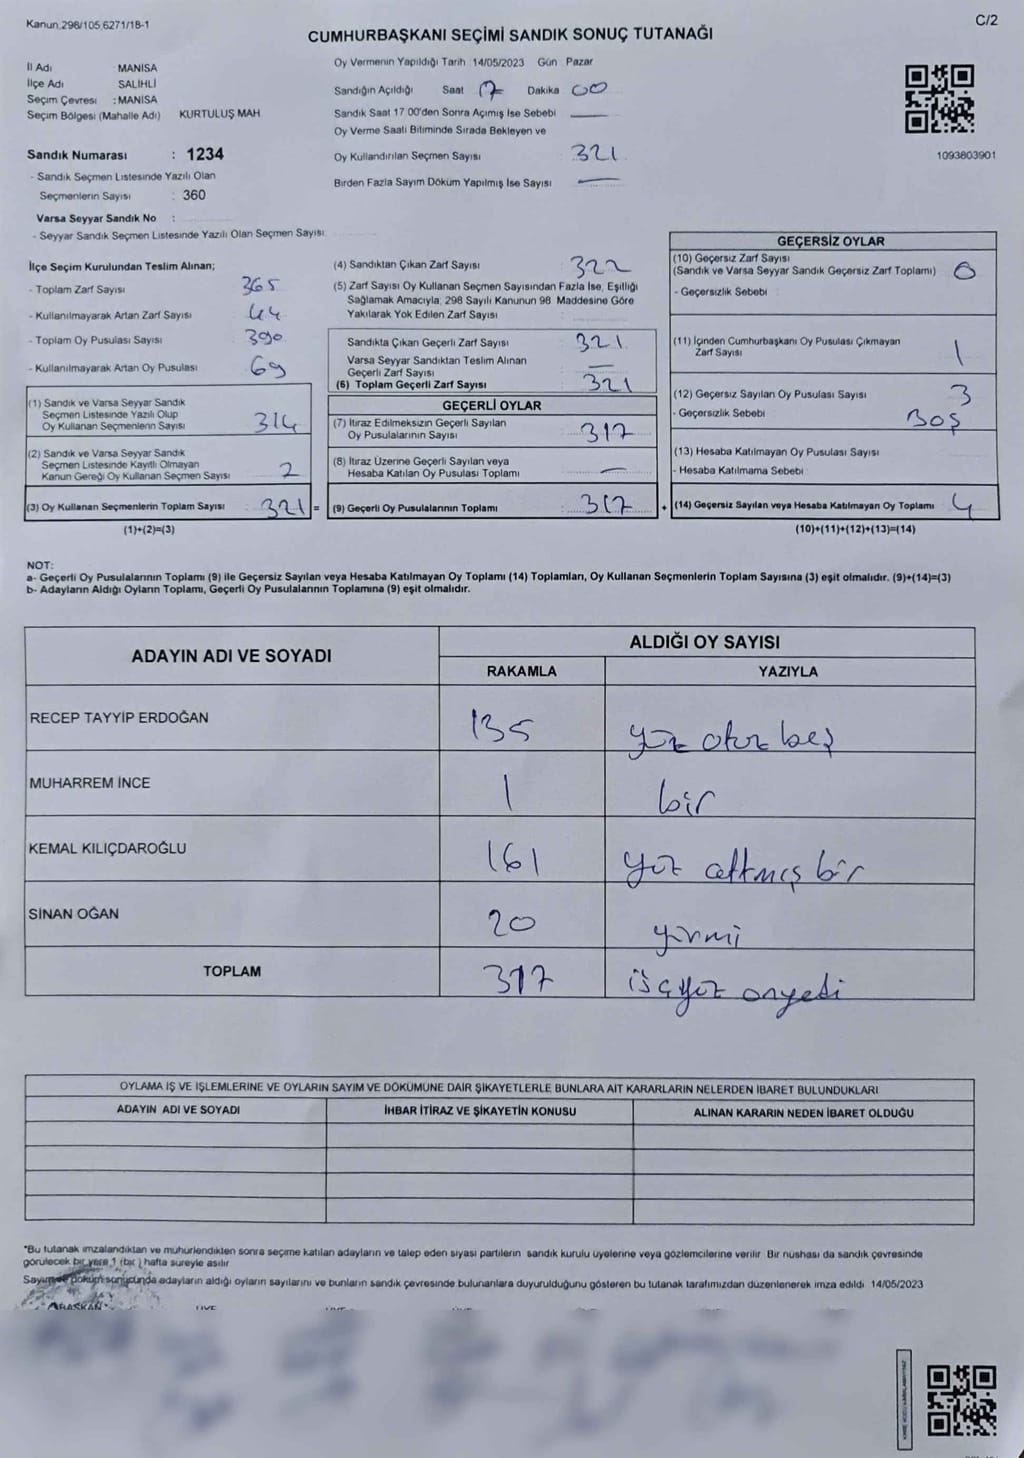 Kanun 298/105 6271/18-1
C/2
CUMHURBAŞKANI SEÇİMİ SANDIK SONUÇ TUTANAĞI
İl Adı MANİSA
İlçe Adı SALİHLİ
Seçim Çevresi : MANİSA
Seçim Bölgesi (Mahalle Adı) KURTULUŞ MAH
Sandık Numarası : 1234
- Sandık Seçmen Listesinde Yazılı Olan
Seçmenlerin Sayısı : 360
Varsa Seyyar Sandık No :
- Seyyar Sandık Seçmen Listesinde Yazılı Olan Seçmen Sayısı
Oy Vermenin Yapıldığı Tarih 14/05/2023 Gün Pazar
Sandığın Açıldığı Saat 17 Dakika 00
Sandık Saat 17 00'den Sonra Açımış İse Sebebi
Oy Verme Saati Bitiminde Sırada Bekleyen ve
Oy Kullandırılan Seçmen Sayısı 321
Birden Fazla Sayım Döküm Yapılmış İse Sayısı —
1093803901
İlçe Seçim Kurulundan Teslim Alınan;
- Toplam Zarf Sayısı 365
- Kullanılmayarak Artan Zarf Sayısı 44
- Toplam Oy Pusulası Sayısı 390
- Kullanılmayarak Artan Oy Pusulası 69
(1) Sandık ve Varsa Seyyar Sandık
Seçmen Listesinde Yazılı Olup
Oy Kullanan Seçmenlerin Sayısı 314
(2) Sandık ve Varsa Seyyar Sandık
Seçmen Listesinde Kayıtlı Olmayan
Kanun Gereği Oy Kullanan Seçmen Sayısı 2
(3) Oy Kullanan Seçmenlerin Toplam Sayısı 321 =
(1)+(2)=(3)
(4) Sandıktan Çıkan Zarf Sayısı 322
(5) Zarf Sayısı Oy Kullanan Seçmen Sayısından Fazla İse, Eşitliği
Sağlamak Amacıyla, 298 Sayılı Kanunun 98 Maddesine Göre
Yakılarak Yok Edilen Zarf Sayısı
Sandıkta Çıkan Geçerli Zarf Sayısı 321
Varsa Seyyar Sandıktan Teslim Alınan
Geçerli Zarf Sayısı —
(6) Toplam Geçerli Zarf Sayısı 321
GEÇERLİ OYLAR
(7) İtiraz Edilmeksizin Geçerli Sayılan
Oy Pusulalarının Sayısı 317
(8) İtiraz Üzerine Geçerli Sayılan veya
Hesaba Katılan Oy Pusulası Toplamı —
(9) Geçerli Oy Pusulalarının Toplamı 317 +
GEÇERSİZ OYLAR
(10) Geçersiz Zarf Sayısı
(Sandık ve Varsa Seyyar Sandık Geçersiz Zarf Toplamı) 0
- Geçersizlik Sebebi
(11) İçinden Cumhurbaşkanı Oy Pusulası Çıkmayan
Zarf Sayısı 1
(12) Geçersiz Sayılan Oy Pusulası Sayısı 3
- Geçersizlik Sebebi BOŞ
(13) Hesaba Katılmayan Oy Pusulası Sayısı
- Hesaba Katılmama Sebebi
(14) Geçersiz Sayılan veya Hesaba Katılmayan Oy Toplamı 4
(10)+(11)+(12)+(13)=(14)
NOT:
a- Geçerli Oy Pusulalarının Toplamı (9) ile Geçersiz Sayılan veya Hesaba Katılmayan Oy Toplamı (14) Toplamları, Oy Kullanan Seçmenlerin Toplam Sayısına (3) eşit olmalıdır. (9)+(14)=(3)
b- Adayların Aldığı Oyların Toplamı, Geçerli Oy Pusulalarının Toplamına (9) eşit olmalıdır.
ADAYIN ADI VE SOYADI
ALDIĞI OY SAYISI
RAKAMLA YAZIYLA
RECEP TAYYİP ERDOĞAN 135 yüz otuz beş
MUHARREM İNCE 1 bir
KEMAL KILIÇDAROĞLU 161 yüz altmış bir
SİNAN OĞAN 20 yirmi
TOPLAM 317 üçyüz onyedi
OYLAMA İŞ VE İŞLEMLERİNE VE OYLARIN SAYIM VE DÖKÜMÜNE DAİR ŞİKAYETLERLE BUNLARA AİT KARARLARIN NELERDEN İBARET BULUNDUKLARI
ADAYIN ADI VE SOYADI İHBAR İTİRAZ VE ŞİKAYETİN KONUSU ALINAN KARARIN NEDEN İBARET OLDUĞU
*Bu tutanak imzalandıktan ve mühürlendikten sonra seçime katılan adayların ve talep eden siyasi partilerin sandık kurulu üyelerine veya gözlemcilerine verilir Bir nüshası da sandık çevresinde
görülecek bir yere 1 (bir) hafta süreyle asılır
Sayım ve döküm sonucunda adayların aldığı oyların sayılarını ve bunların sandık çevresinde bulunanlara duyurulduğunu gösteren bu tutanak tarafımızdan düzenlenerek imza edildi 14/05/2023
BAŞKAN